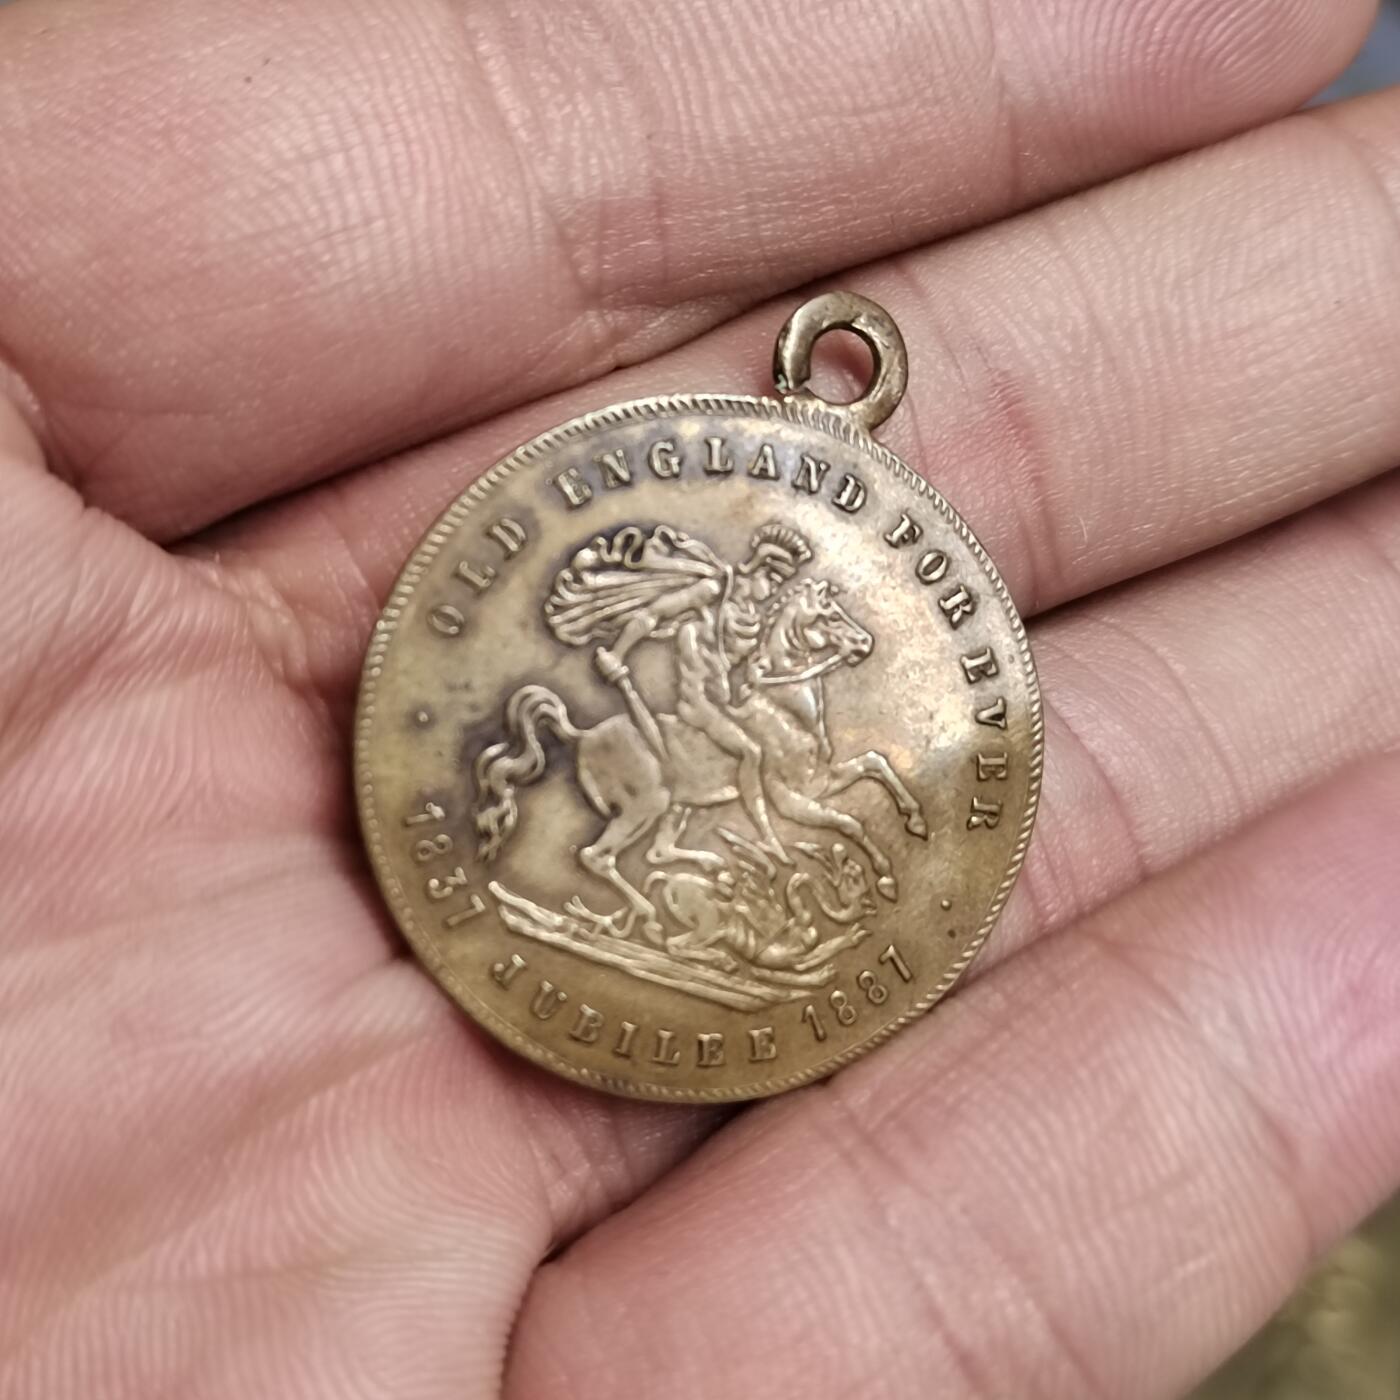 OLD ENGLAND FOR EVER
1837 JUBILEE 1887